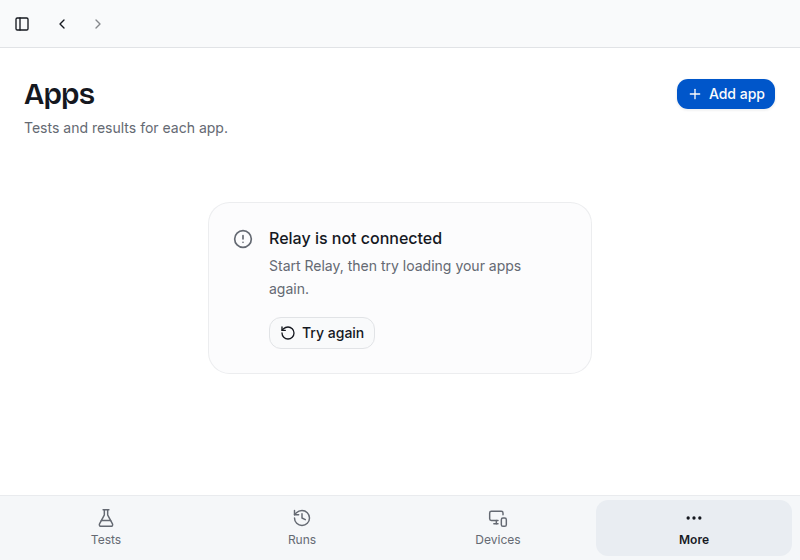 Apps
Add app
Tests and results for each app.
Relay is not connected
Start Relay, then try loading your apps
again.
Try again
Tests
Runs
Devices
More